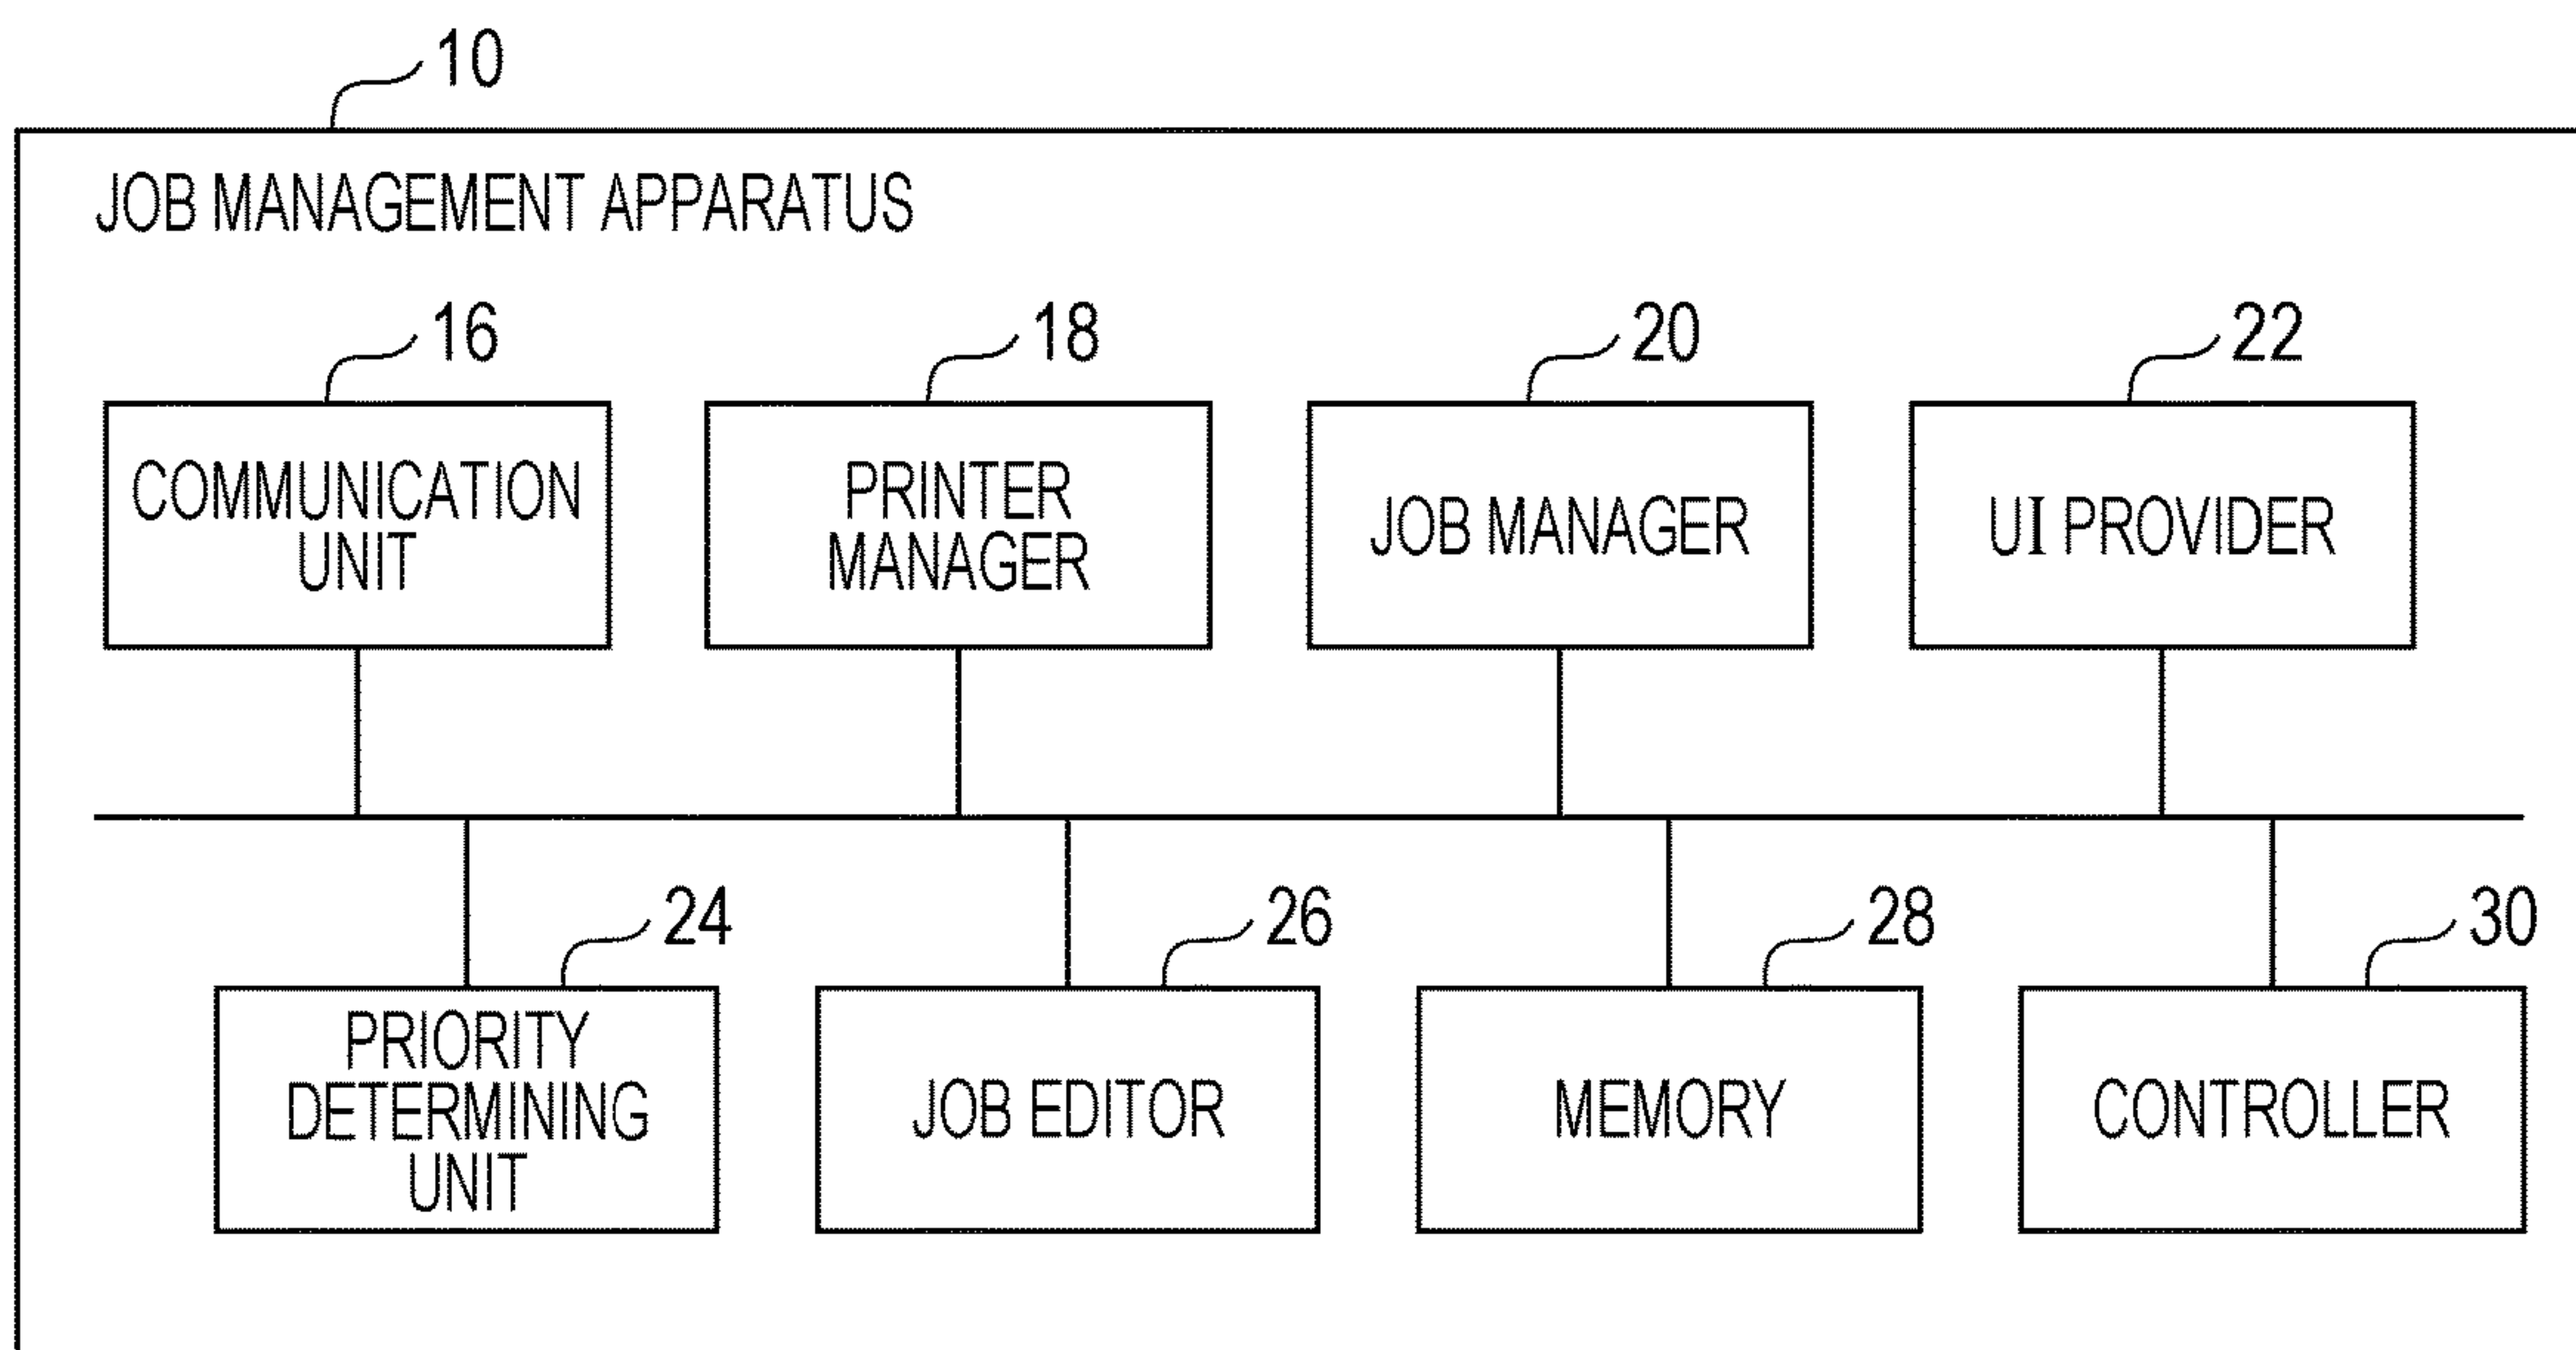 10
JOB MANAGEMENT APPARATUS
16
18
20
22
COMMUNICATION
UNIT
PRINTER
MANAGER
JOB MANAGER
UI PROVIDER
24
26
28
30
PRIORITY
DETERMINING
UNIT
JOB EDITOR
MEMORY
CONTROLLER